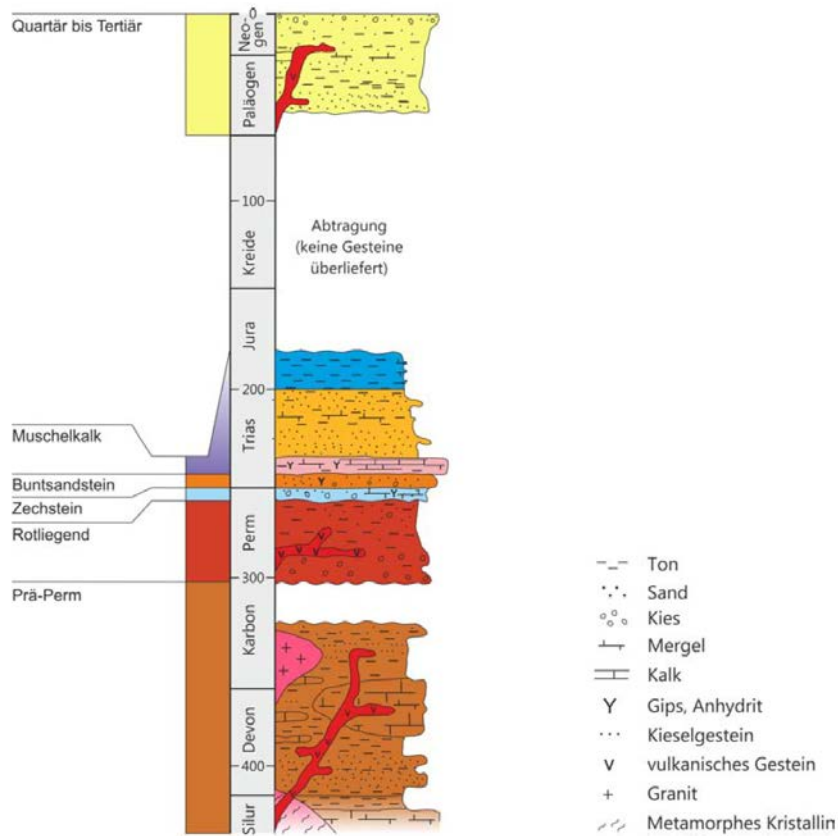 Quartär bis Tertiär
Muschelkalk
Buntsandstein
Zechstein
Rotliegend
Prä-Perm
0
Neo-
gen
Paläogen
100
Kreide
Jura
200
Trias
Perm
300
Karbon
Devon
400
Silur
Abtragung
(keine Gesteine
überliefert)
Ton
Sand
Kies
Mergel
Kalk
Y Gips, Anhydrit
Kieselgestein
v vulkanisches Gestein
+ Granit
Metamorphes Kristallin